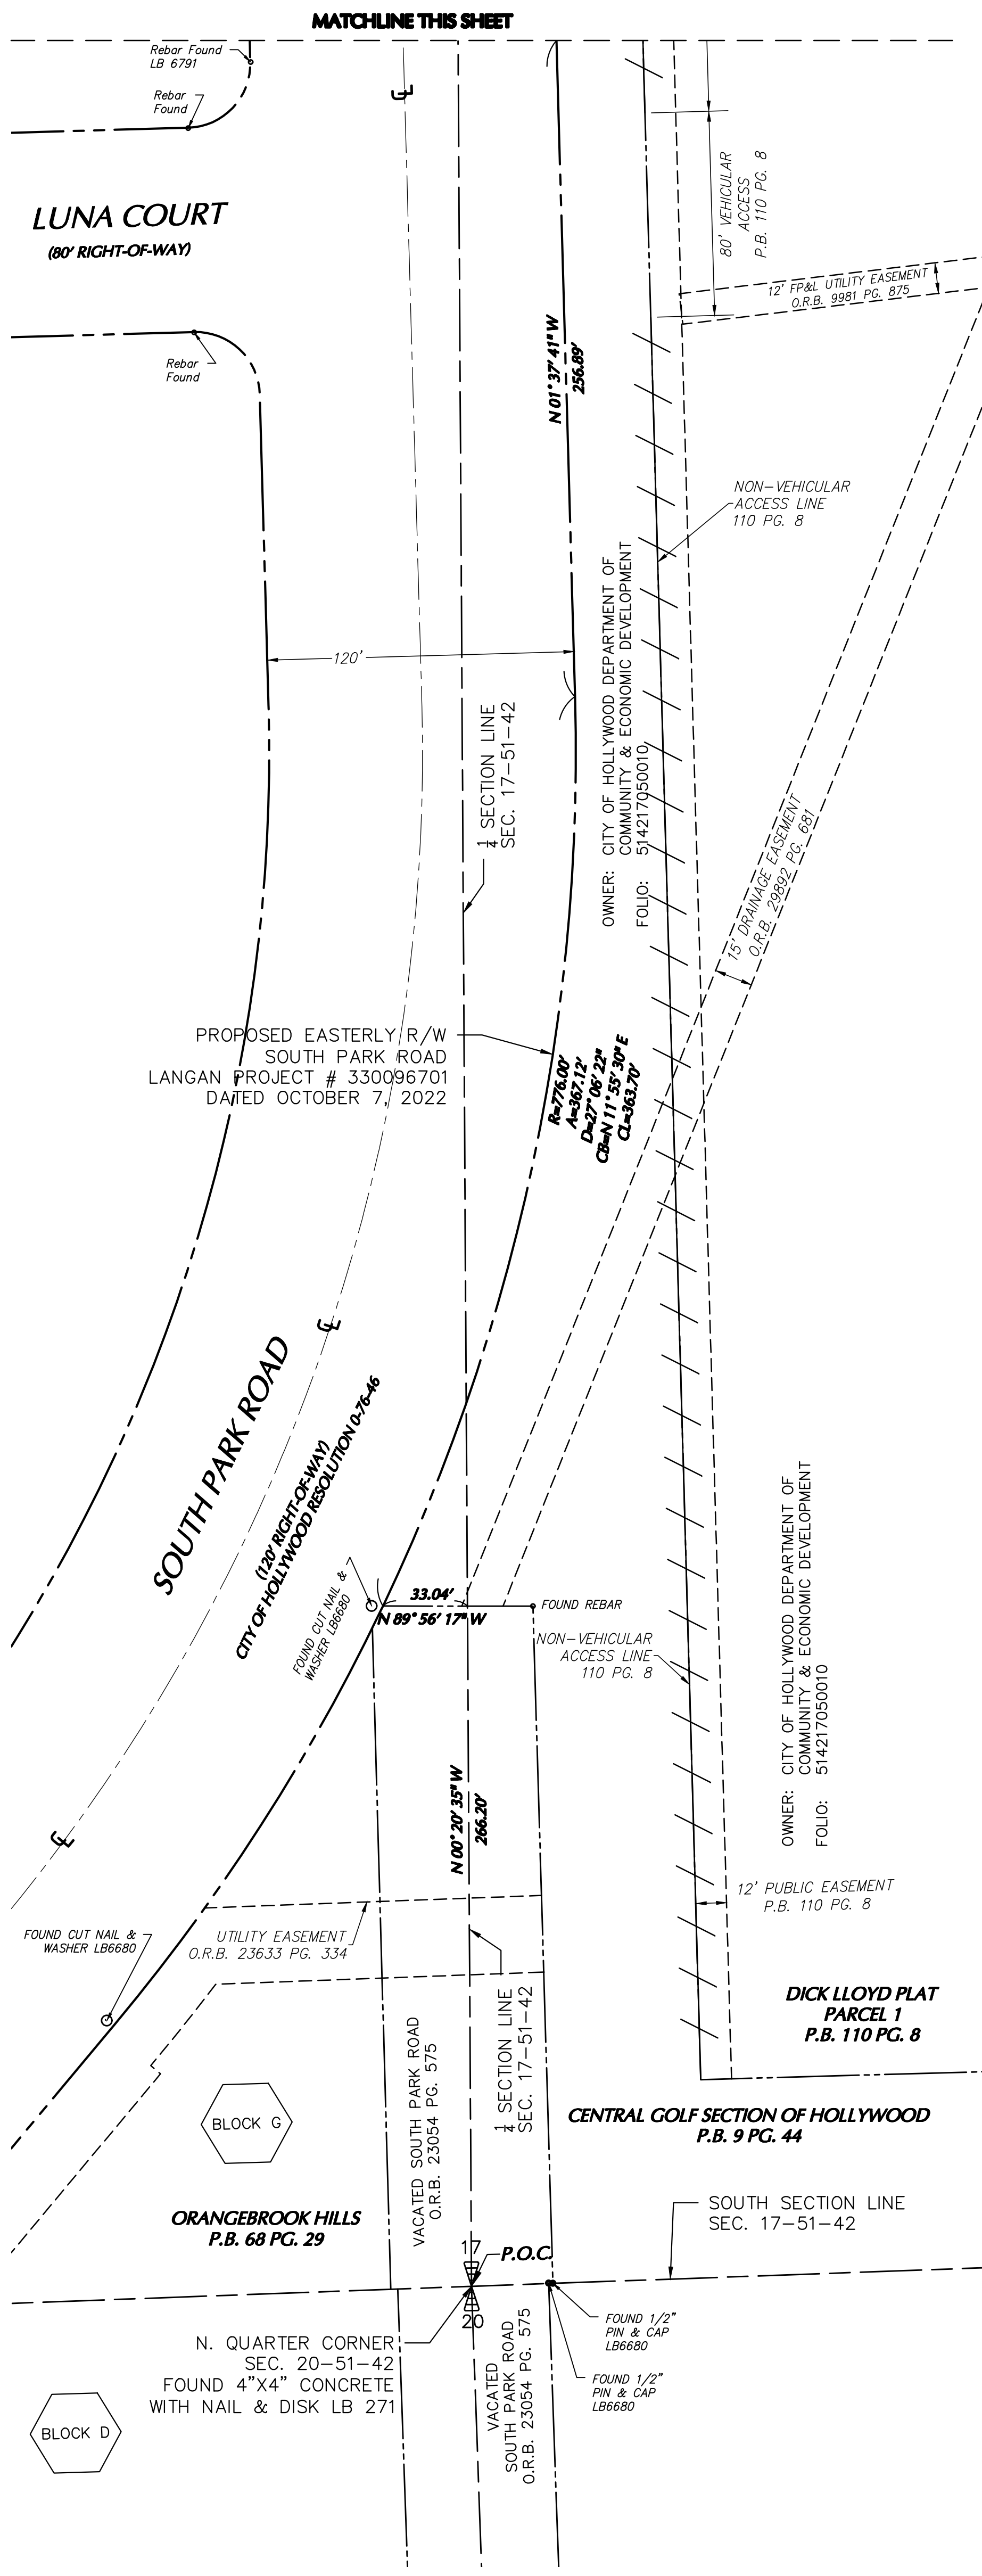 MATCHLINE THIS SHEET
Rebar Found
LB 6791
Rebar
Found
LUNA COURT
(80' RIGHT-OF-WAY)
80' VEHICULAR
ACCESS
P.B. 110 PG. 8
12' FP&L UTILITY EASEMENT
O.R.B. 9981 PG. 875
Rebar
Found
N 01° 37' 41" W
256.89'
NON-VEHICULAR
ACCESS LINE
110 PG. 8
120'
OWNER: CITY OF HOLLYWOOD DEPARTMENT OF
COMMUNITY & ECONOMIC DEVELOPMENT
FOLIO: 514217050010
1/4 SECTION LINE
SEC. 17-51-42
15' DRAINAGE EASEMENT
O.R.B. 29892 PG. 681
PROPOSED EASTERLY R/W
SOUTH PARK ROAD
LANGAN PROJECT # 330096701
DATED OCTOBER 7, 2022
R=776.00'
A=367.12'
D=27° 06' 22"
CB=N 11° 55' 30" E
CL=363.70'
SOUTH PARK ROAD
(120' RIGHT-OF-WAY)
CITY OF HOLLYWOOD RESOLUTION 0-76-46
FOUND CUT NAIL &
WASHER LB6680
33.04'
N 89° 56' 17" W
FOUND REBAR
NON-VEHICULAR
ACCESS LINE
110 PG. 8
OWNER: CITY OF HOLLYWOOD DEPARTMENT OF
COMMUNITY & ECONOMIC DEVELOPMENT
FOLIO: 514217050010
N 00° 20' 35" W
266.20'
12' PUBLIC EASEMENT
P.B. 110 PG. 8
FOUND CUT NAIL &
WASHER LB6680
UTILITY EASEMENT
O.R.B. 23633 PG. 334
1/4 SECTION LINE
SEC. 17-51-42
DICK LLOYD PLAT
PARCEL 1
P.B. 110 PG. 8
VACATED SOUTH PARK ROAD
O.R.B. 23054 PG. 575
BLOCK G
CENTRAL GOLF SECTION OF HOLLYWOOD
P.B. 9 PG. 44
ORANGEBROOK HILLS
P.B. 68 PG. 29
SOUTH SECTION LINE
SEC. 17-51-42
17
P.O.C.
20
N. QUARTER CORNER
SEC. 20-51-42
FOUND 4"X4" CONCRETE
WITH NAIL & DISK LB 271
FOUND 1/2"
PIN & CAP
LB6680
FOUND 1/2"
PIN & CAP
LB6680
VACATED
SOUTH PARK ROAD
O.R.B. 23054 PG. 575
BLOCK D